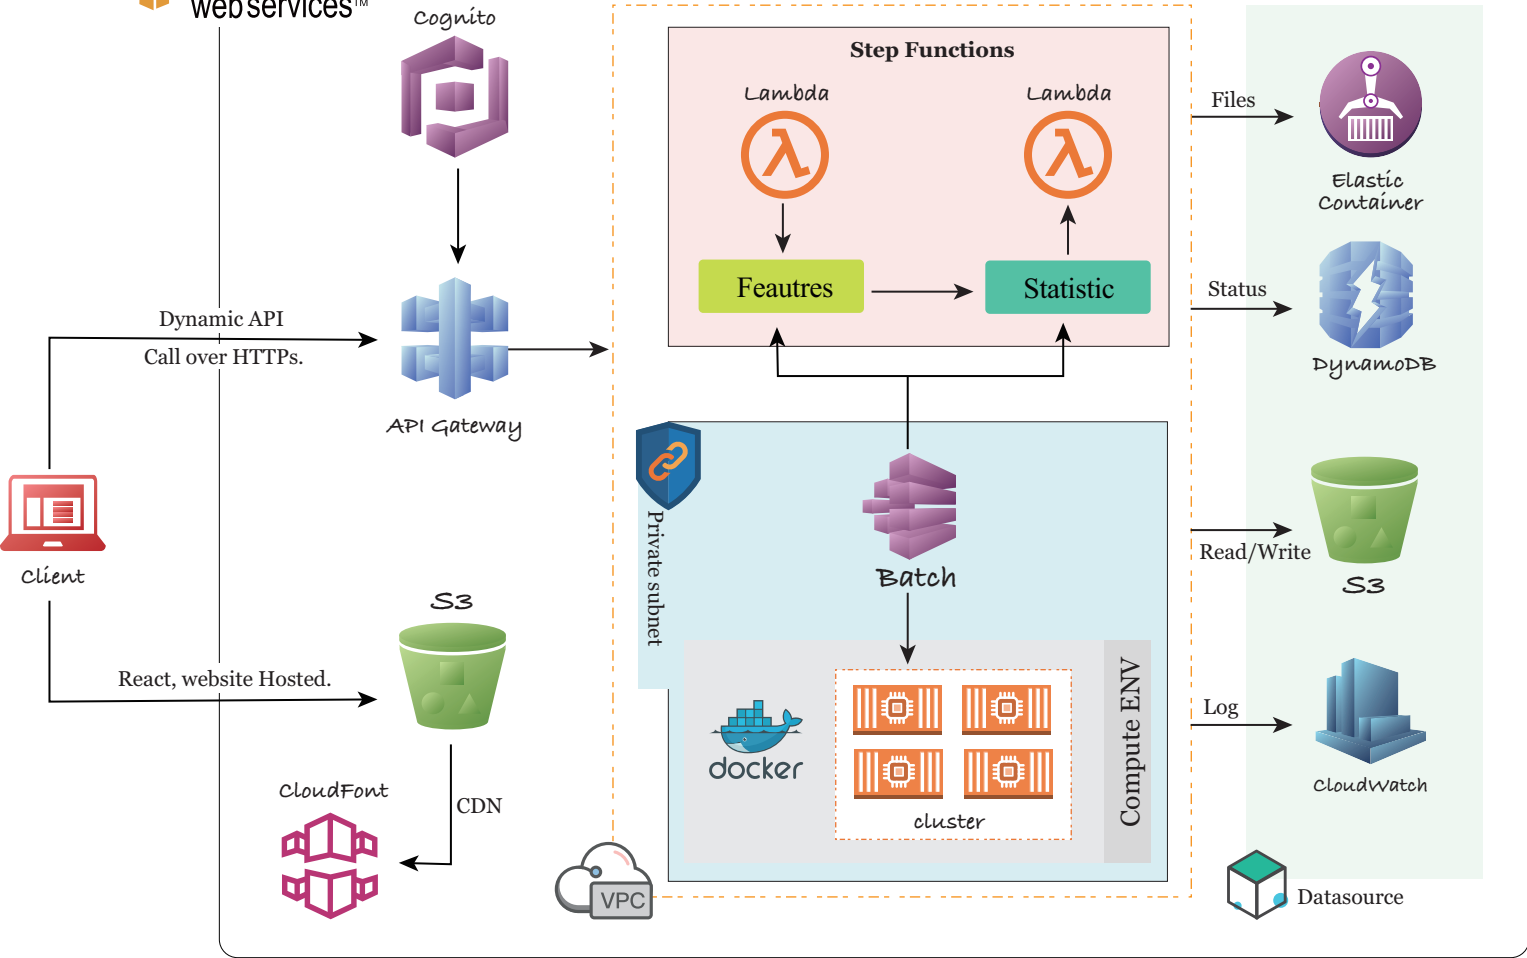 webservices™
Cognito
Step Functions
Lambda
Lambda
Files
Elastic
Container
Feautres
Statistic
Status
Dynamic API
Call over HTTPs.
DynamoDB
API Gateway
Private subnet
Read/Write
Client
Batch
S3
S3
React, website Hosted.
Compute ENV
Log
docker
CloudFont
CDN
cluster
CloudWatch
VPC
Datasource